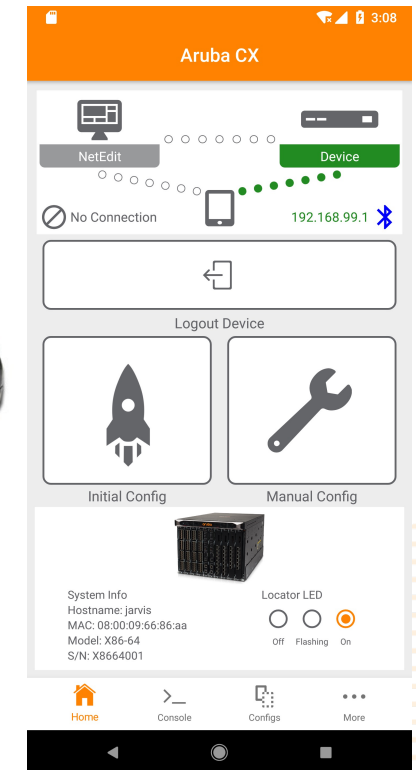 3:08
Aruba CX
NetEdit
Device
No Connection
192.168.99.1
Logout Device
Initial Config
Manual Config
System Info
Hostname: jarvis
MAC: 08:00:09:66:86:aa
Model: X86-64
S/N: X8664001
Locator LED
Off Flashing On
Home
Console
Configs
More